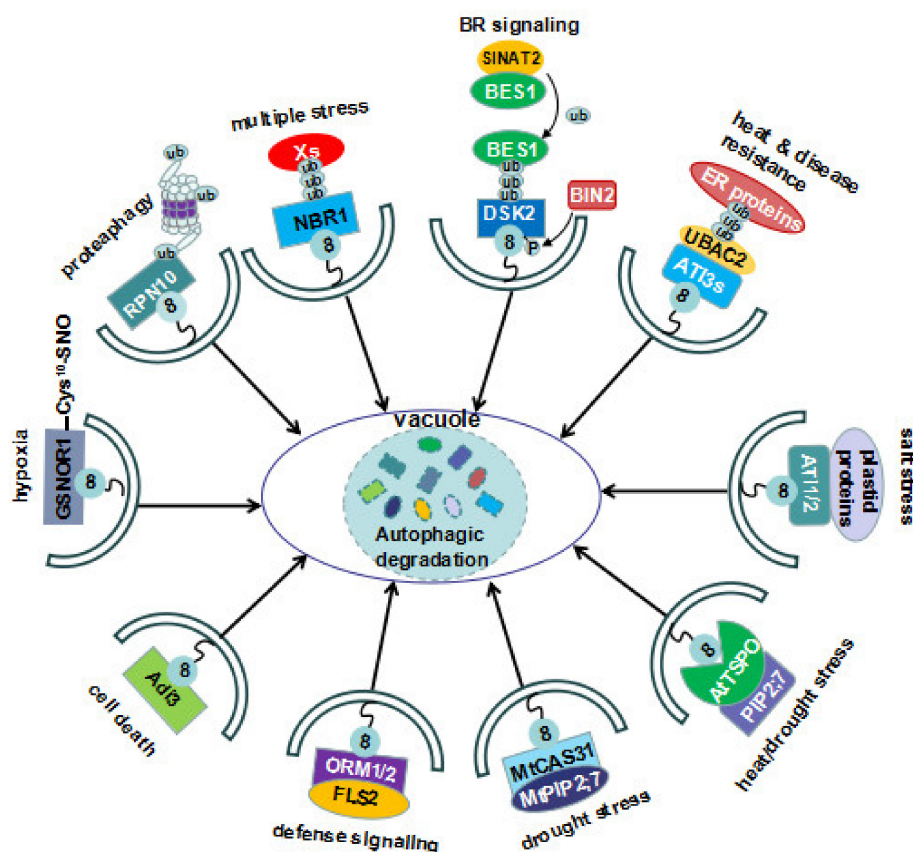 BR signaling
SINAT2
BES1
ub
BES1
ub
ub
ub
DSK2
BIN2
8
P
multiple stress
Xs
ub
ub
ub
NBR1
8
heat & disease
resistance
ER proteins
ub
ub
ub
UBAC2
ATI3s
8
proteaphagy
ub
ub
ub
RPN10
8
hypoxia
GSNOR1
Cys¹⁰-SNO
8
vacuole
Autophagic
degradation
salt stress
8
ATI1/2
plastid
proteins
cell death
Adi3
8
8
ORM1/2
FLS2
defense signaling
8
MtCAS31
MtPIP2;7
drought stress
8
AtTSPO
PIP2;7
heat/drought stress